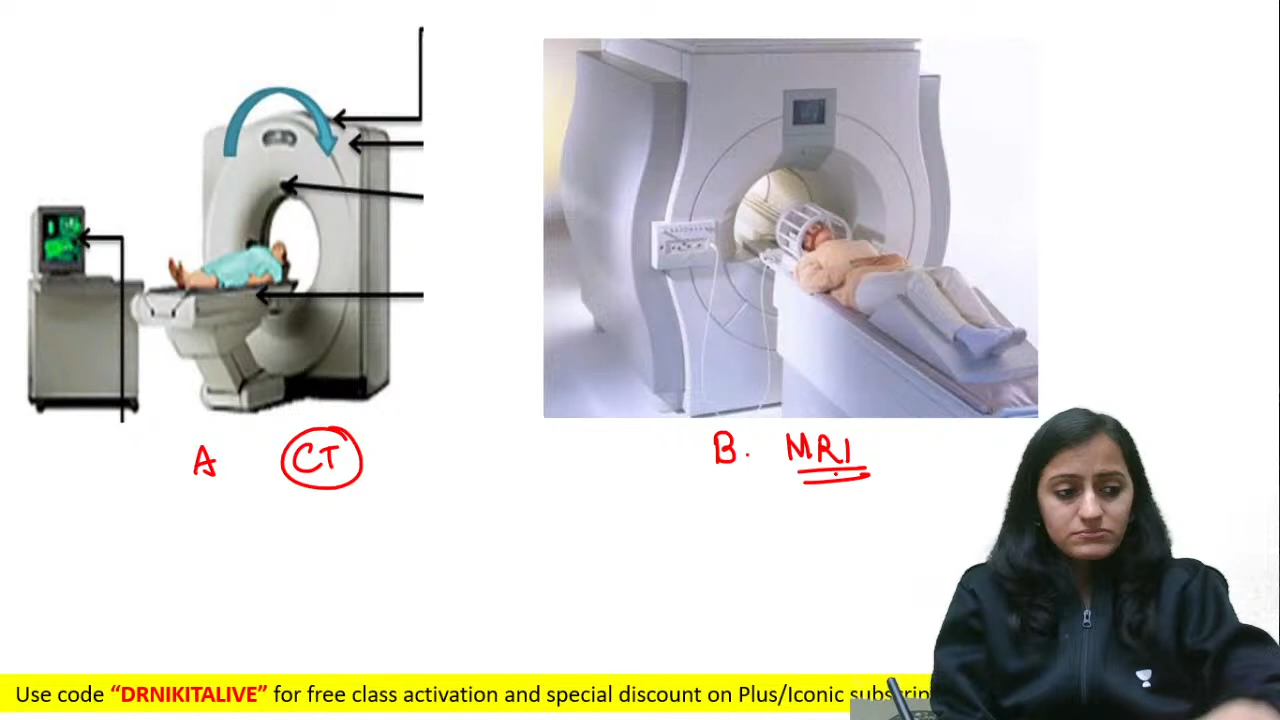 A CT
B. MRI
Use code “DRNIKITALIVE” for free class activation and special discount on Plus/Iconic